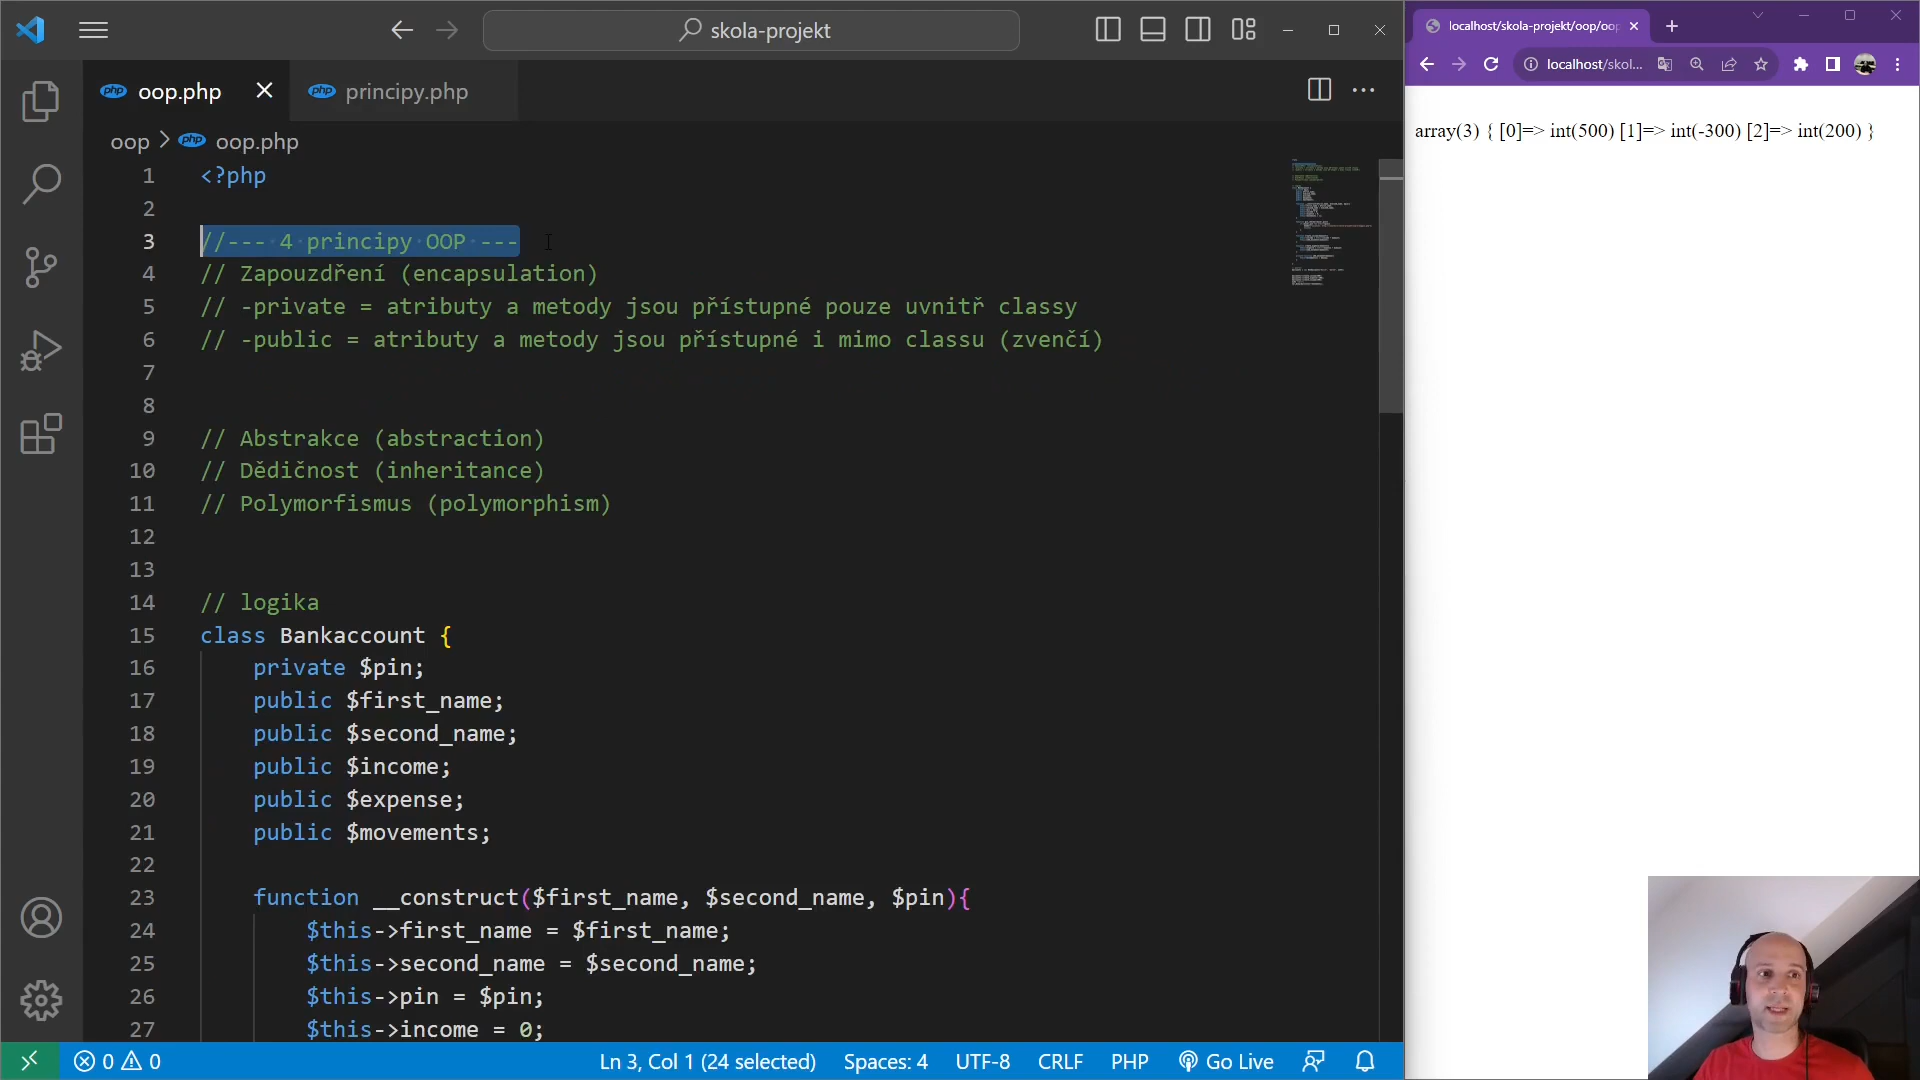 skola-projekt
oop.php
principy.php
oop > oop.php
1 <?php
2
3 //--- 4 principy OOP ---
4 // Zapouzdření (encapsulation)
5 // -private = atributy a metody jsou přístupné pouze uvnitř classy
6 // -public = atributy a metody jsou přístupné i mimo classu (zvenčí)
7
8
9 // Abstrakce (abstraction)
10 // Dědičnost (inheritance)
11 // Polymorfismus (polymorphism)
12
13
14 // logika
15 class Bankaccount {
16 private $pin;
17 public $first_name;
18 public $second_name;
19 public $income;
20 public $expense;
21 public $movements;
22
23 function __construct($first_name, $second_name, $pin){
24 $this->first_name = $first_name;
25 $this->second_name = $second_name;
26 $this->pin = $pin;
27 $this->income = 0;
0 0
Ln 3, Col 1 (24 selected) Spaces: 4 UTF-8 CRLF PHP Go Live
localhost/skola-projekt/oop/oop
localhost/skol...
array(3) { [0]=> int(500) [1]=> int(-300) [2]=> int(200) }